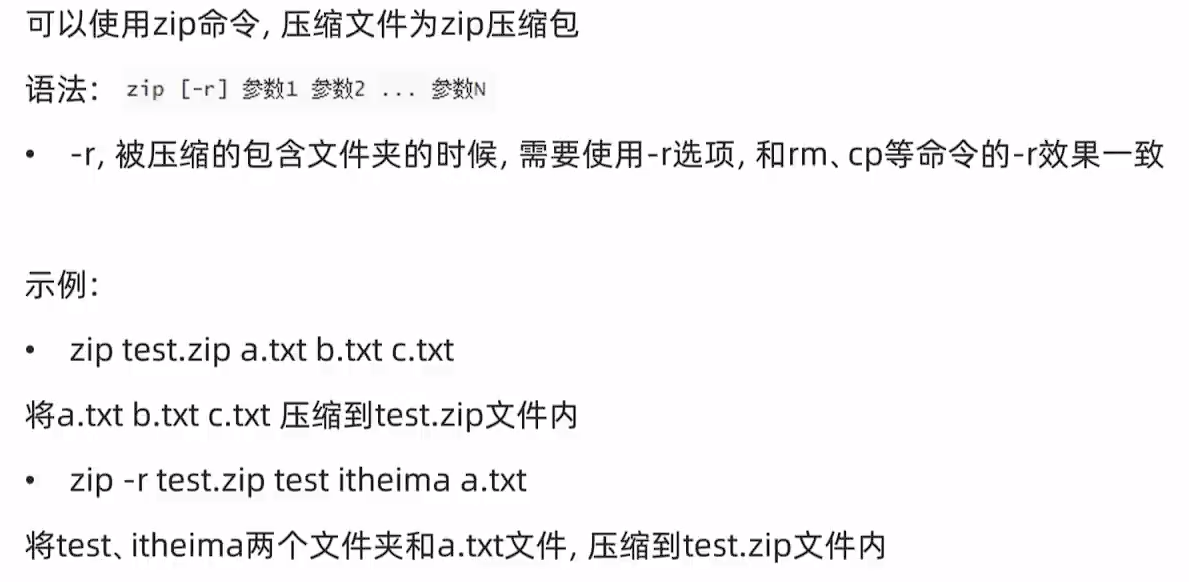 可以使用zip命令, 压缩文件为zip压缩包
语法: zip [-r] 参数1 参数2 ... 参数N
• -r, 被压缩的包含文件夹的时候, 需要使用-r选项, 和rm、cp等命令的-r效果一致
示例:
• zip test.zip a.txt b.txt c.txt
将a.txt b.txt c.txt 压缩到test.zip文件内
• zip -r test.zip test itheima a.txt
将test、itheima两个文件夹和a.txt文件, 压缩到test.zip文件内